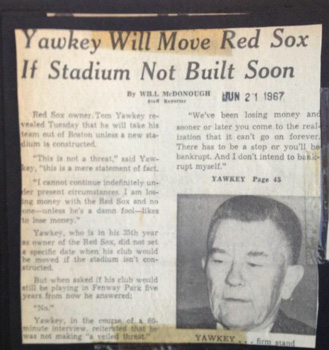 Yawkey Will Move Red Sox
If Stadium Not Built Soon
By WILL McDONOUGH
Staff Reporter
JUN 21 1967
Red Sox owner Tom Yawkey re-
vealed Tuesday that he will take his
team out of Boston unless a new sta-
dium is constructed.
"This is not a threat," said Yaw-
key, "this is a mere statement of fact.
"I cannot continue indefinitely un-
der present circumstances. I am los-
ing money with the Red Sox and no
one—unless he's a damn fool—likes
to lose money."
Yawkey, who is in his 35th year
as owner of the Red Sox, did not set
a specific date when his club would
be moved if the stadium isn't con-
structed.
But when asked if his club would
still be playing in Fenway Park five
years from now he answered;
"No."
Yawkey, in the course of a 60-
minute interview, reiterated that he
was not making "a veiled threat."
"We've been losing money and
sooner or later you come to the real-
ization that it can't go on forever.
There has to be a stop or you'll be
bankrupt. And I don't intend to bank-
rupt myself."
YAWKEY Page 45
YAWKEY . . . firm stand